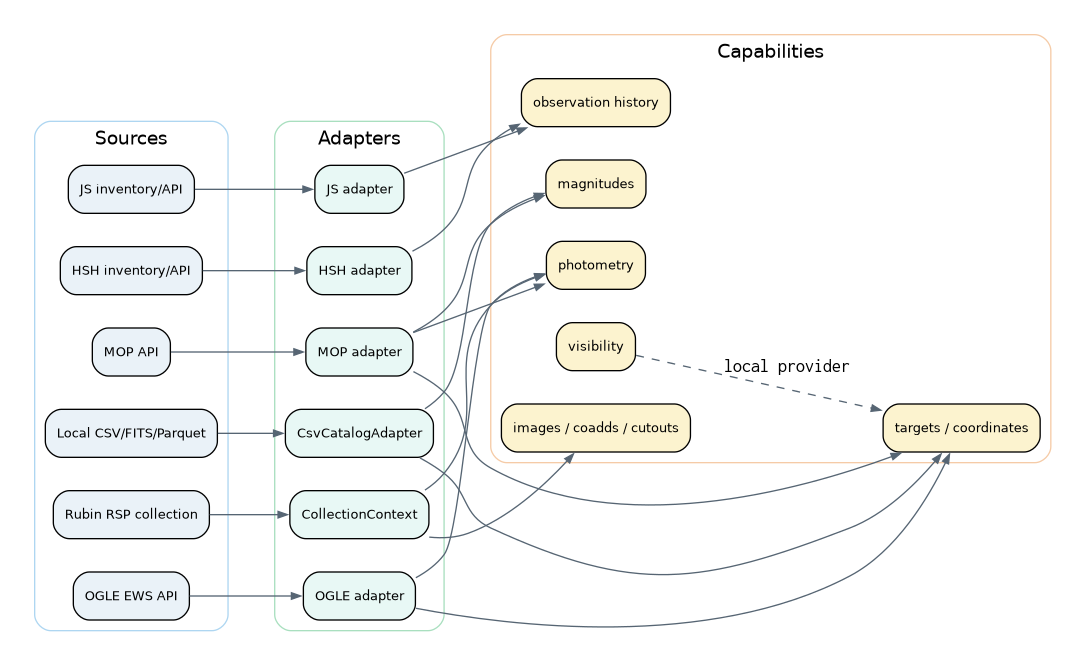 Sources
JS inventory/API
HSH inventory/API
MOP API
Local CSV/FITS/Parquet
Rubin RSP collection
OGLE EWS API
Adapters
JS adapter
HSH adapter
MOP adapter
CsvCatalogAdapter
CollectionContext
OGLE adapter
Capabilities
observation history
magnitudes
photometry
visibility
local provider
images / coadds / cutouts
targets / coordinates